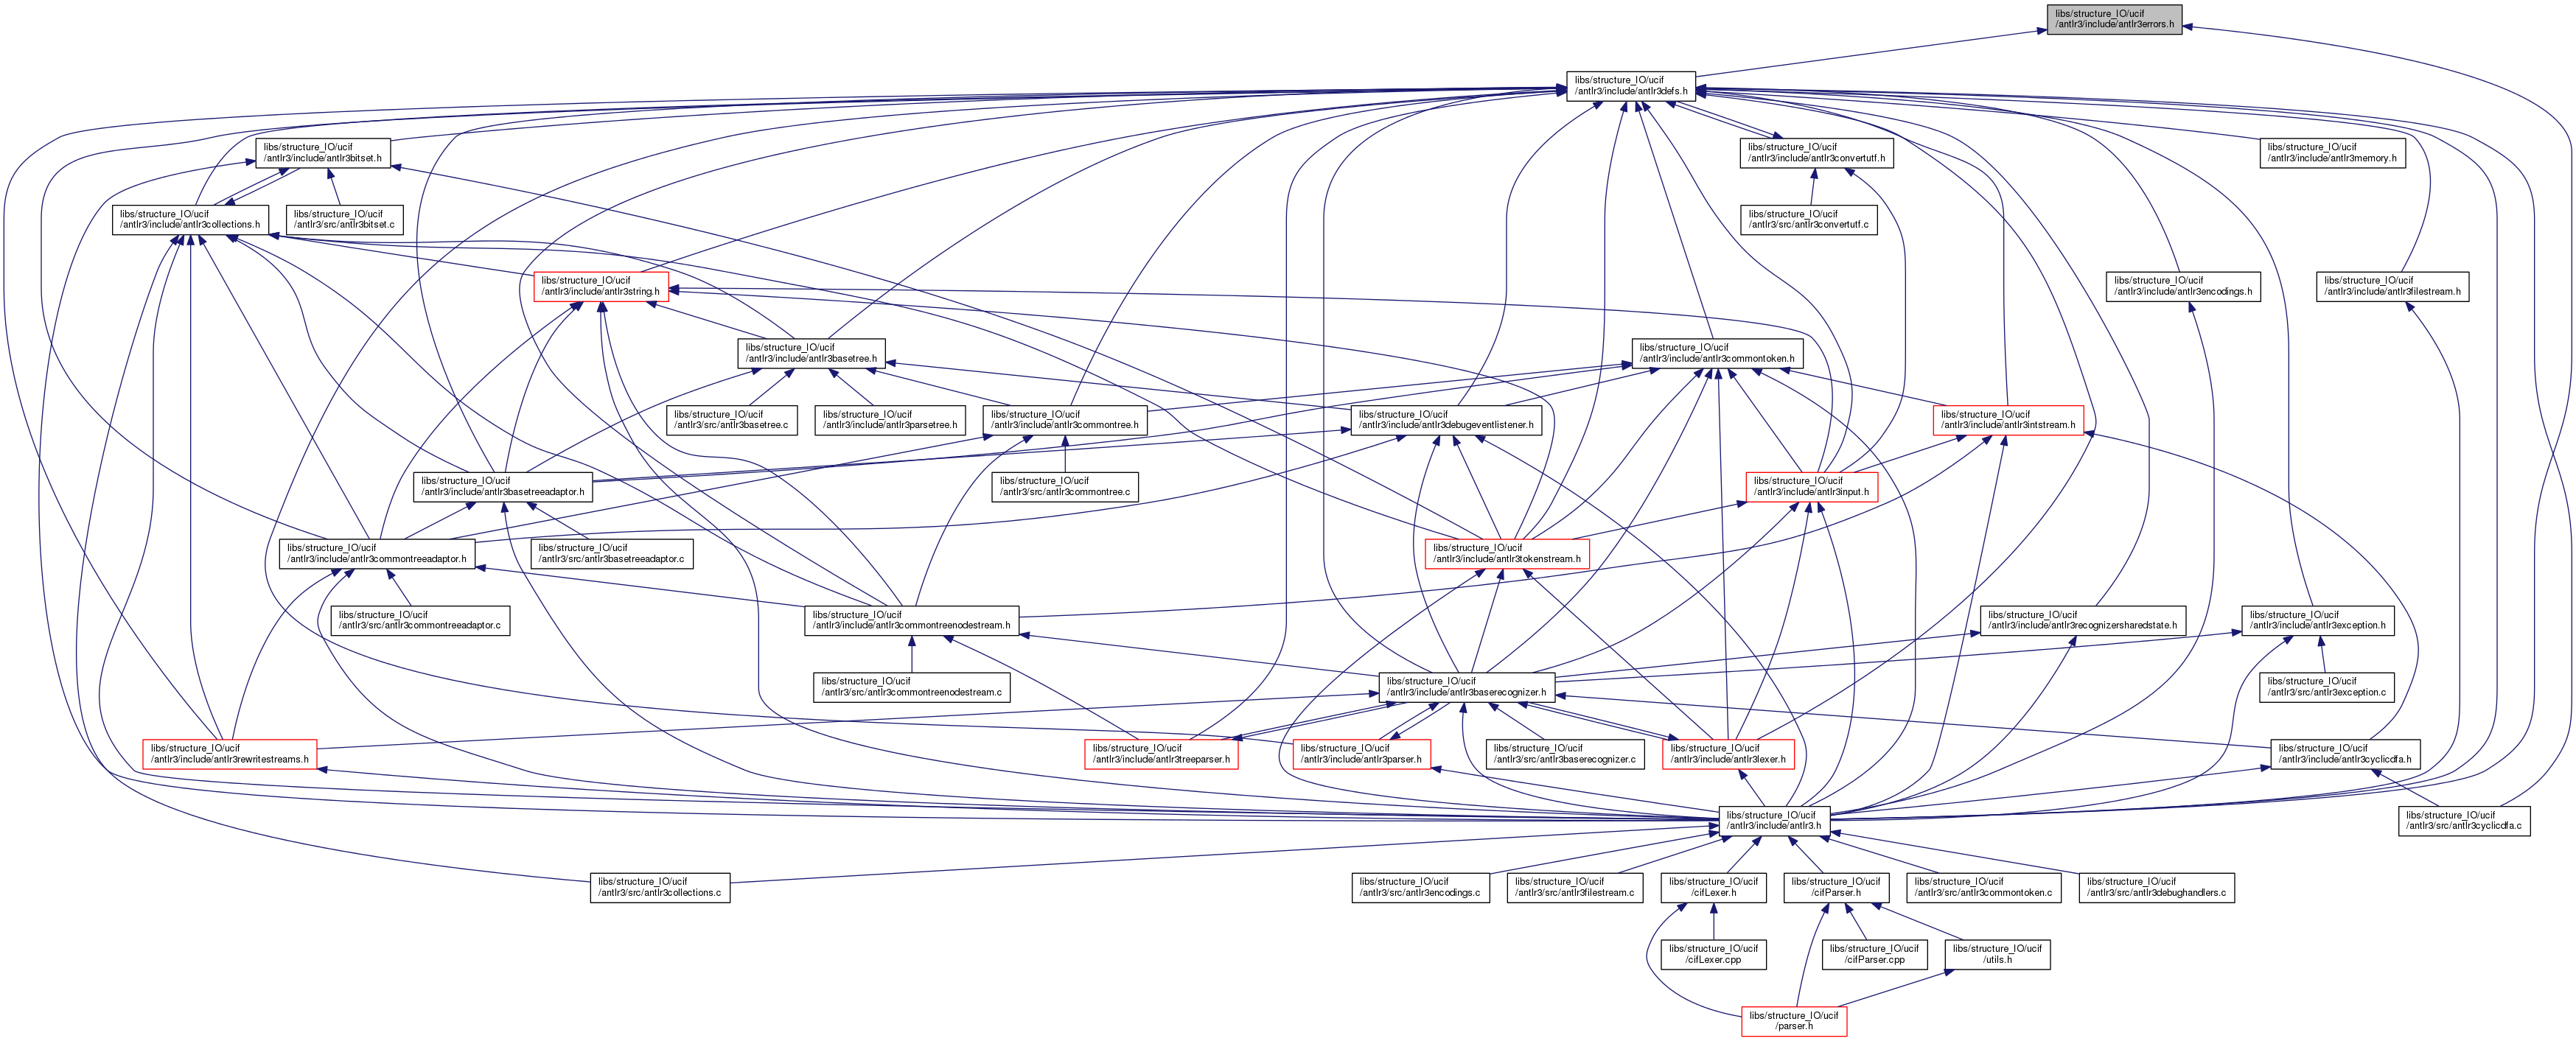 libs/structure_IO/ucif
/antlr3/include/antlr3errors.h
libs/structure_IO/ucif
/antlr3/include/antlr3defs.h
libs/structure_IO/ucif
/antlr3/include/antlr3bitset.h
libs/structure_IO/ucif
/antlr3/include/antlr3convertutf.h
libs/structure_IO/ucif
/antlr3/include/antlr3memory.h
libs/structure_IO/ucif
/antlr3/include/antlr3collections.h
libs/structure_IO/ucif
/antlr3/src/antlr3bitset.c
libs/structure_IO/ucif
/antlr3/src/antlr3convertutf.c
libs/structure_IO/ucif
/antlr3/include/antlr3string.h
libs/structure_IO/ucif
/antlr3/include/antlr3encodings.h
libs/structure_IO/ucif
/antlr3/include/antlr3filestream.h
libs/structure_IO/ucif
/antlr3/include/antlr3basetree.h
libs/structure_IO/ucif
/antlr3/include/antlr3commontoken.h
libs/structure_IO/ucif
/antlr3/src/antlr3basetree.c
libs/structure_IO/ucif
/antlr3/include/antlr3parsetree.h
libs/structure_IO/ucif
/antlr3/include/antlr3commontree.h
libs/structure_IO/ucif
/antlr3/include/antlr3debugeventlistener.h
libs/structure_IO/ucif
/antlr3/include/antlr3intstream.h
libs/structure_IO/ucif
/antlr3/include/antlr3basetreeadaptor.h
libs/structure_IO/ucif
/antlr3/src/antlr3commontree.c
libs/structure_IO/ucif
/antlr3/include/antlr3input.h
libs/structure_IO/ucif
/antlr3/include/antlr3commontreeadaptor.h
libs/structure_IO/ucif
/antlr3/src/antlr3basetreeadaptor.c
libs/structure_IO/ucif
/antlr3/include/antlr3tokenstream.h
libs/structure_IO/ucif
/antlr3/src/antlr3commontreeadaptor.c
libs/structure_IO/ucif
/antlr3/include/antlr3commontreenodestream.h
libs/structure_IO/ucif
/antlr3/include/antlr3recognizersharedstate.h
libs/structure_IO/ucif
/antlr3/include/antlr3exception.h
libs/structure_IO/ucif
/antlr3/src/antlr3commontreenodestream.c
libs/structure_IO/ucif
/antlr3/include/antlr3baserecognizer.h
libs/structure_IO/ucif
/antlr3/src/antlr3exception.c
libs/structure_IO/ucif
/antlr3/include/antlr3rewritestreams.h
libs/structure_IO/ucif
/antlr3/include/antlr3treeparser.h
libs/structure_IO/ucif
/antlr3/include/antlr3parser.h
libs/structure_IO/ucif
/antlr3/src/antlr3baserecognizer.c
libs/structure_IO/ucif
/antlr3/include/antlr3lexer.h
libs/structure_IO/ucif
/antlr3/include/antlr3cyclicdfa.h
libs/structure_IO/ucif
/antlr3/include/antlr3.h
libs/structure_IO/ucif
/antlr3/src/antlr3cyclicdfa.c
libs/structure_IO/ucif
/antlr3/src/antlr3collections.c
libs/structure_IO/ucif
/antlr3/src/antlr3encodings.c
libs/structure_IO/ucif
/antlr3/src/antlr3filestream.c
libs/structure_IO/ucif
/cifLexer.h
libs/structure_IO/ucif
/cifParser.h
libs/structure_IO/ucif
/antlr3/src/antlr3commontoken.c
libs/structure_IO/ucif
/antlr3/src/antlr3debughandlers.c
libs/structure_IO/ucif
/cifLexer.cpp
libs/structure_IO/ucif
/cifParser.cpp
libs/structure_IO/ucif
/utils.h
libs/structure_IO/ucif
/parser.h